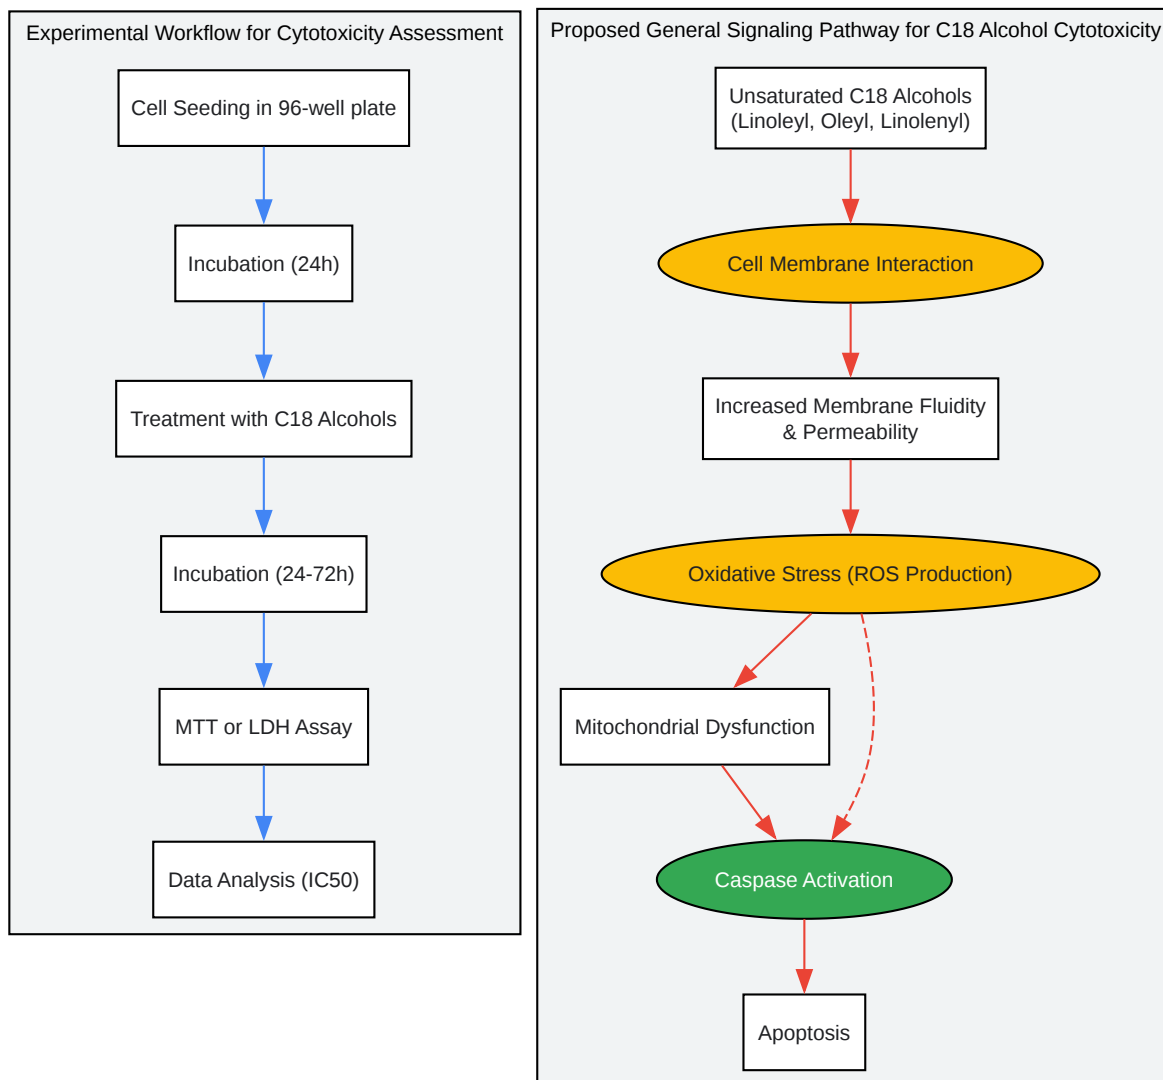 Experimental Workflow for Cytotoxicity Assessment
Cell Seeding in 96-well plate
Incubation (24h)
Treatment with C18 Alcohols
Incubation (24-72h)
MTT or LDH Assay
Data Analysis (IC50)
Proposed General Signaling Pathway for C18 Alcohol Cytotoxicity
Unsaturated C18 Alcohols
(Linoleyl, Oleyl, Linolenyl)
Cell Membrane Interaction
Increased Membrane Fluidity
& Permeability
Oxidative Stress (ROS Production)
Mitochondrial Dysfunction
Caspase Activation
Apoptosis